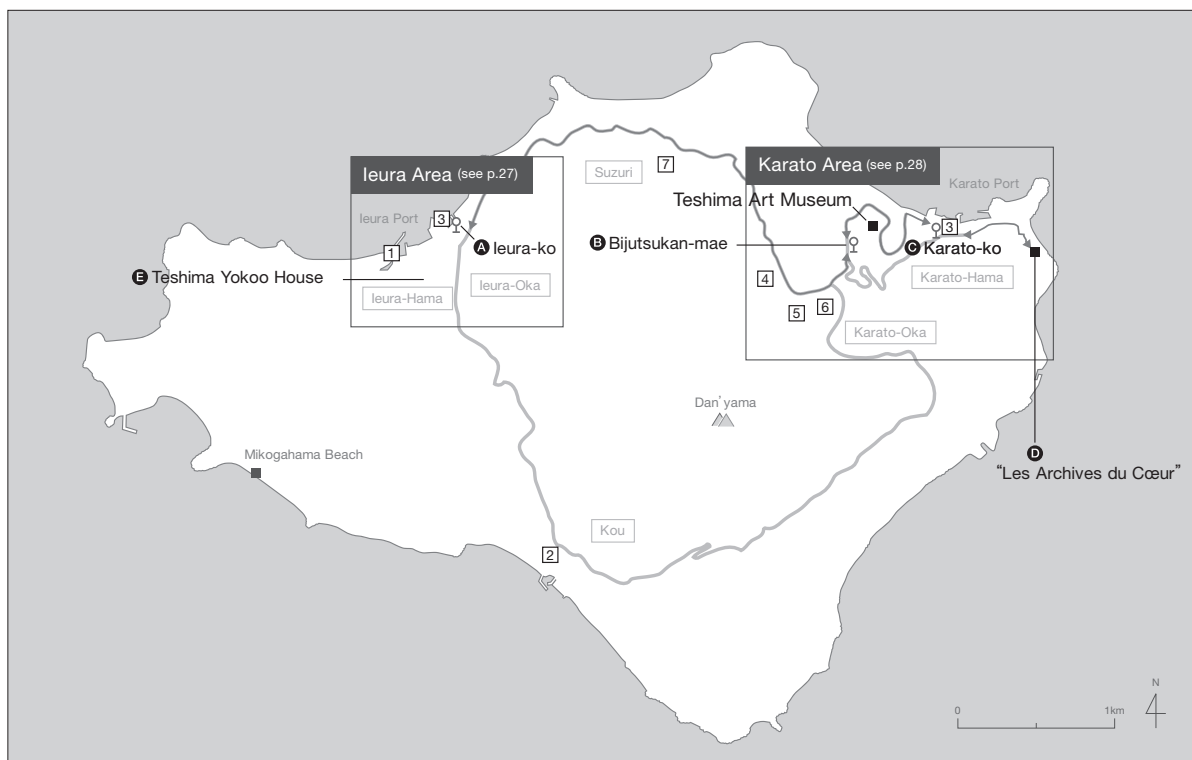 Ieura Area (see p.27)
Karato Area (see p.28)
Suzuri
7
Karato Port
Teshima Art Museum
Ieura Port
3
3
1
A Ieura-ko
B Bijutsukan-mae
C Karato-ko
E Teshima Yokoo House
Ieura-Hama
Ieura-Oka
Karato-Hama
4
5
6
Karato-Oka
Dan'yama
Mikogahama Beach
D
“Les Archives du Cœur”
Kou
2
N
0
1km